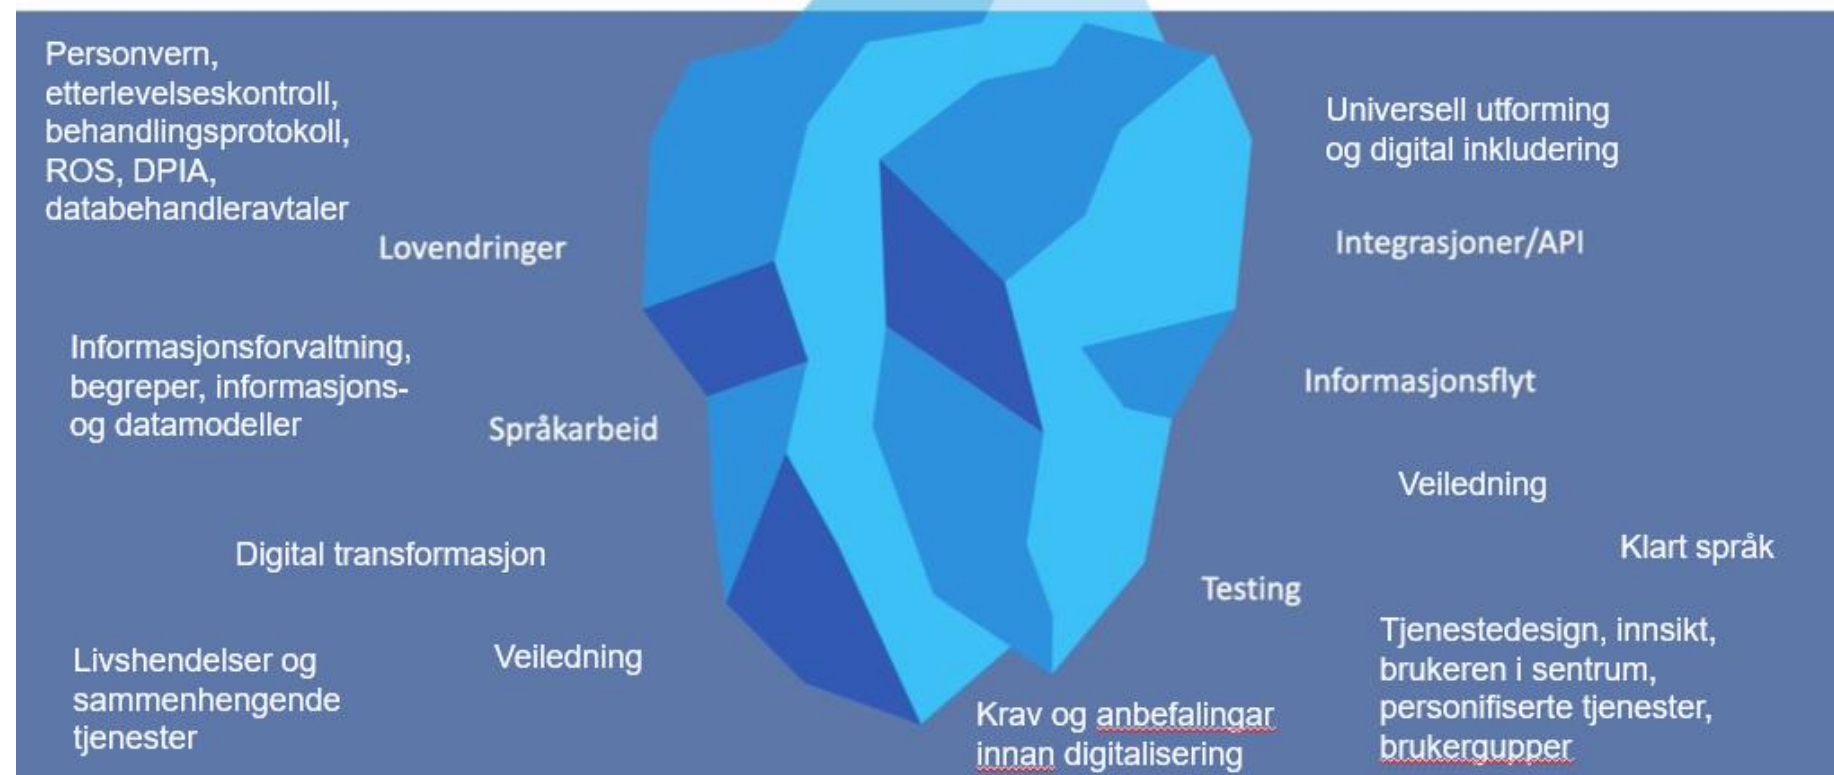 Personvern,
etterlevelseskontroll,
behandlingsprotokoll,
ROS, DPIA,
databehandleravtaler
Lovendringer
Informasjonsforvaltning,
begreper, informasjons-
og datamodeller
Språkarbeid
Digital transformasjon
Livshendelser og
sammenhengende
tjenester
Veiledning
Universell utforming
og digital inkludering
Integrasjoner/API
Informasjonsflyt
Veiledning
Klart språk
Testing
Tjenestedesign, innsikt,
brukeren i sentrum,
personifiserte tjenester,
brukergupper
Krav og anbefalingar
innan digitalisering